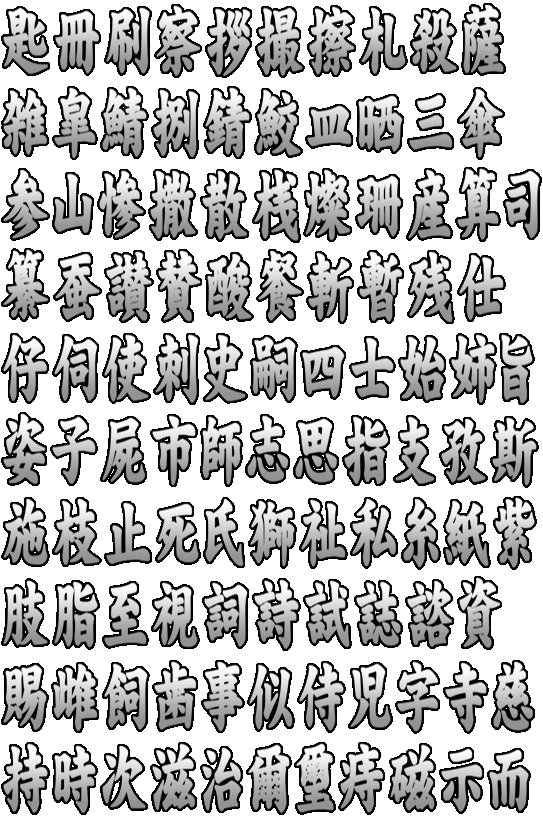 匙冊刷察拶撮擦札殺薩
雑皐鯖捌錆鮫皿晒三傘
参山惨撒散桟燦珊産算司
纂蚕讃賛酸餐斬暫残仕
仔伺使刺史嗣四士始姉旨
姿子屍市師志思指支孜斯
施枝止死氏獅祉私糸紙紫
肢脂至視詞詩試誌諮資
賜雌飼歯事似侍児字寺慈
持時次滋治爾璽痔磁示而